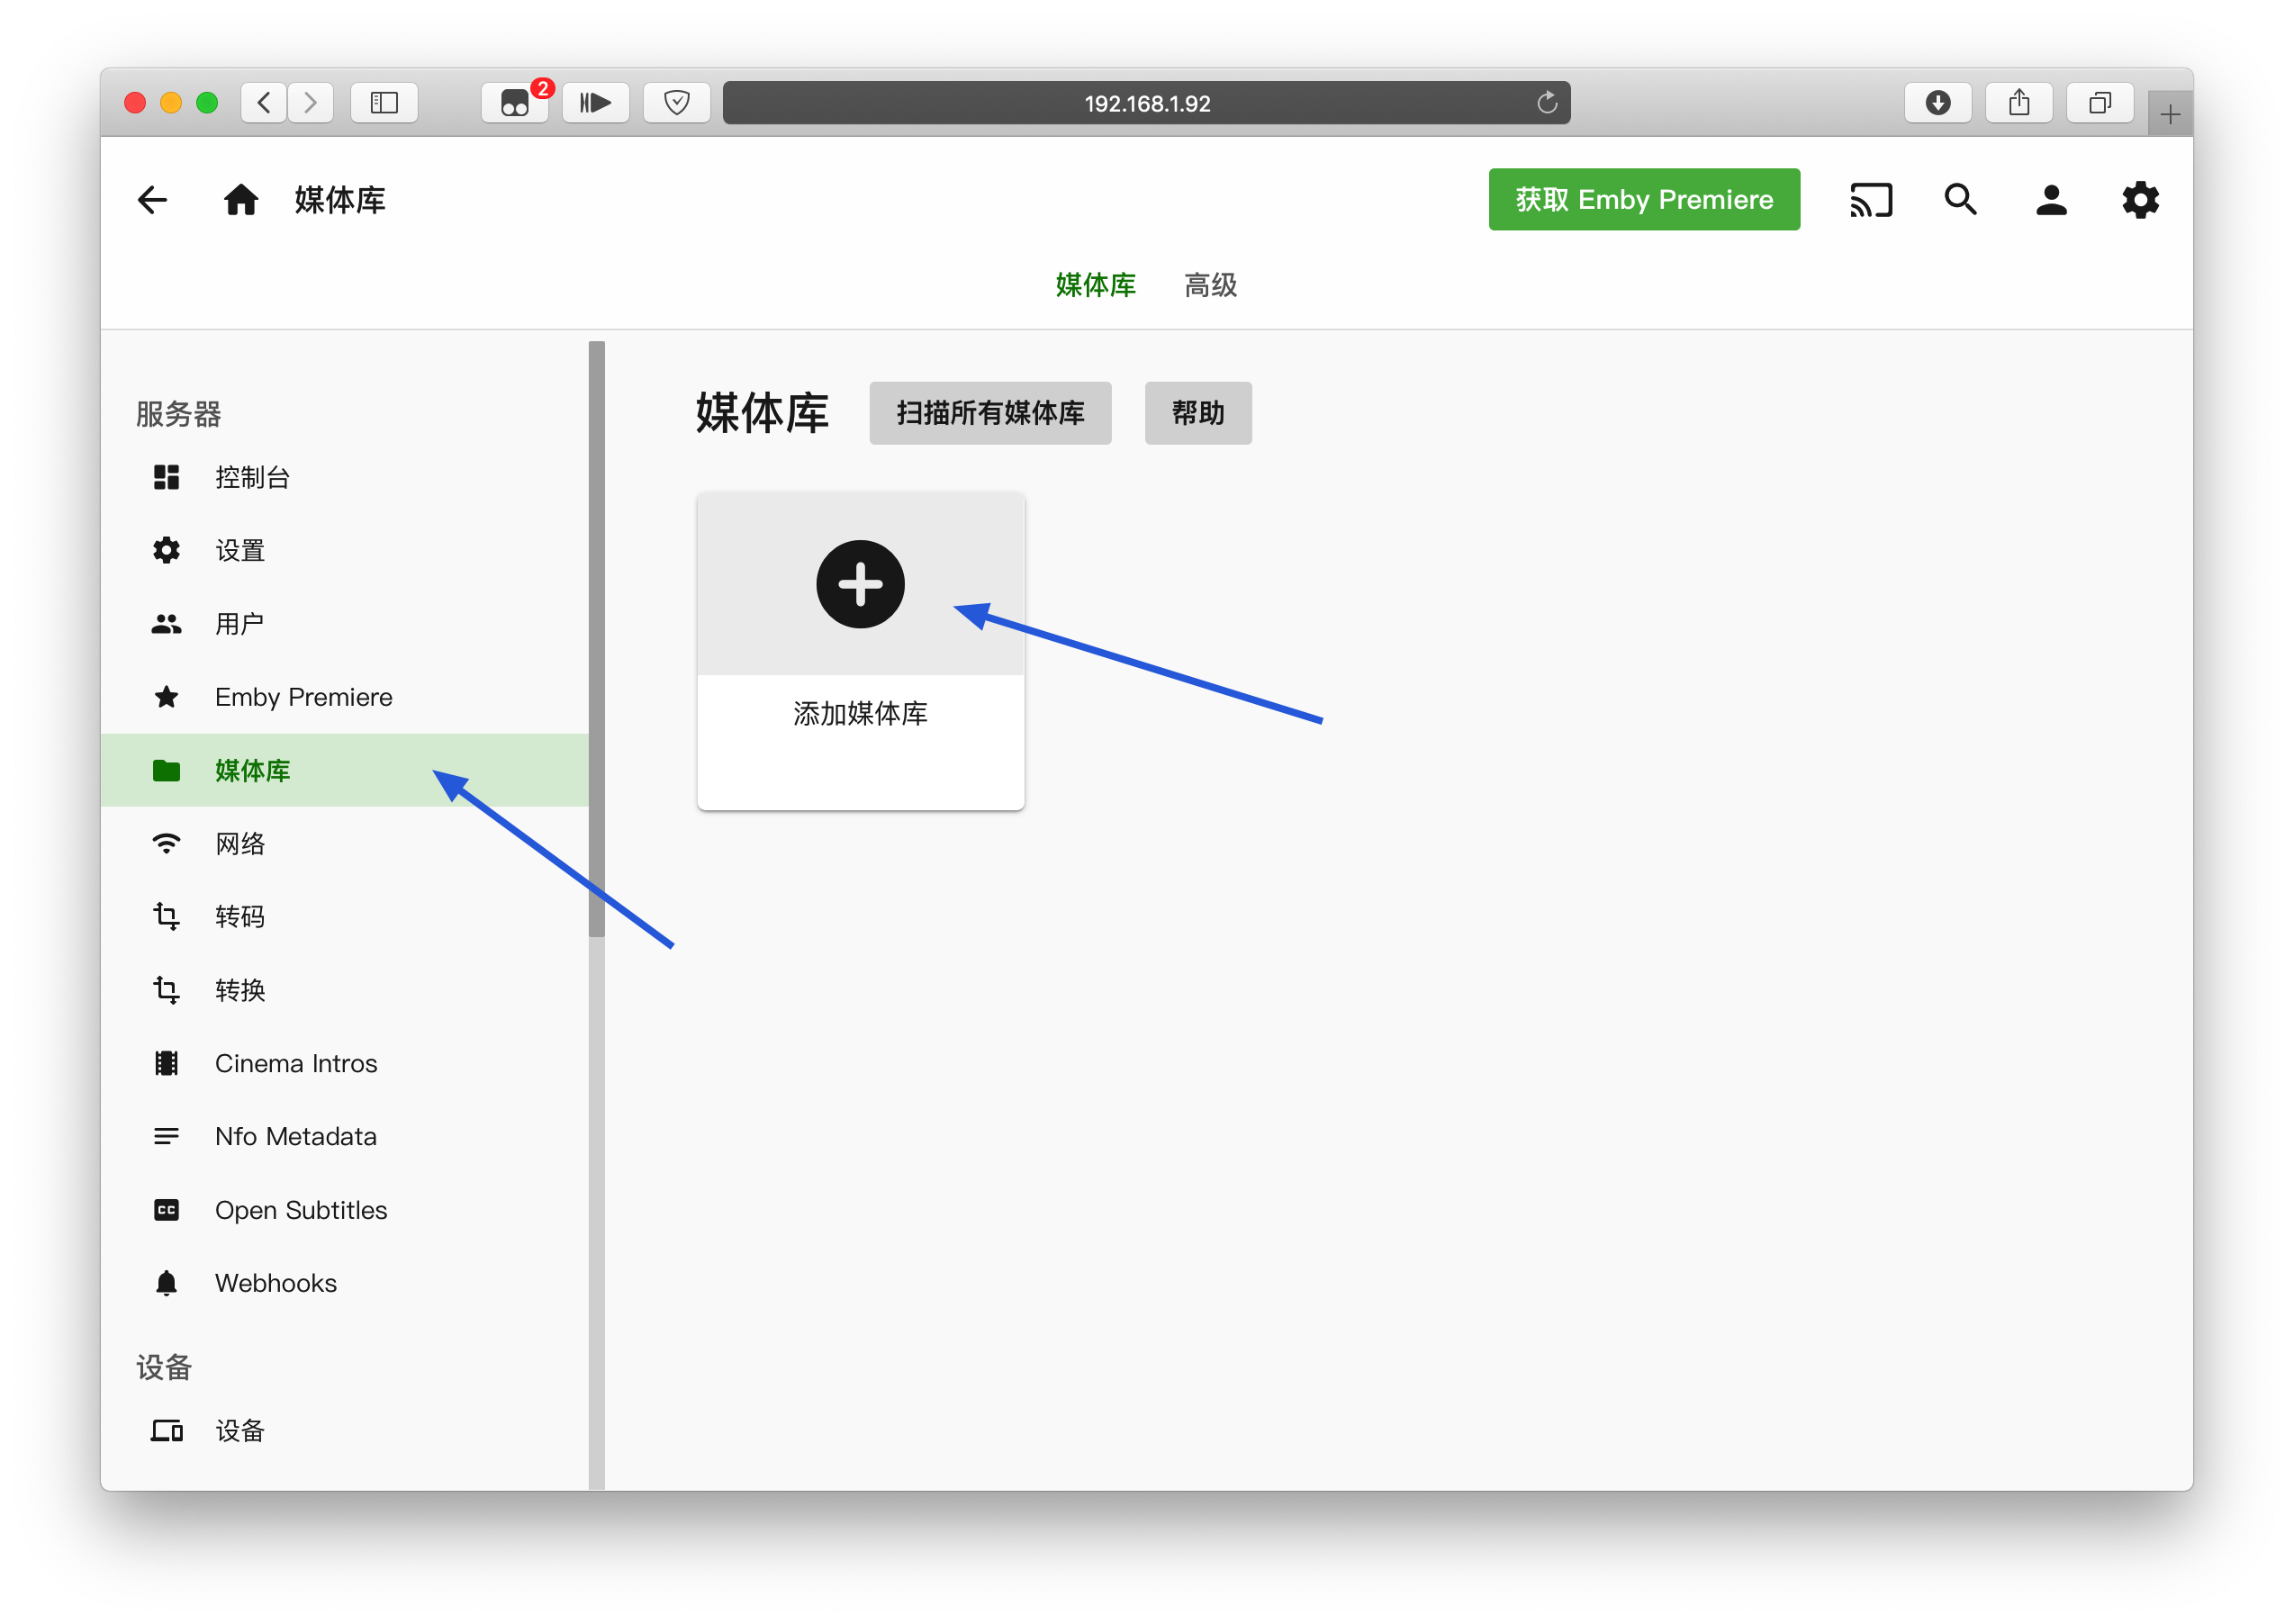 2
192.168.1.92
媒体库
获取 Emby Premiere
媒体库 高级
服务器
控制台
设置
用户
Emby Premiere
媒体库
网络
转码
转换
Cinema Intros
Nfo Metadata
Open Subtitles
CC
Webhooks
设备
设备
媒体库 扫描所有媒体库 帮助
添加媒体库